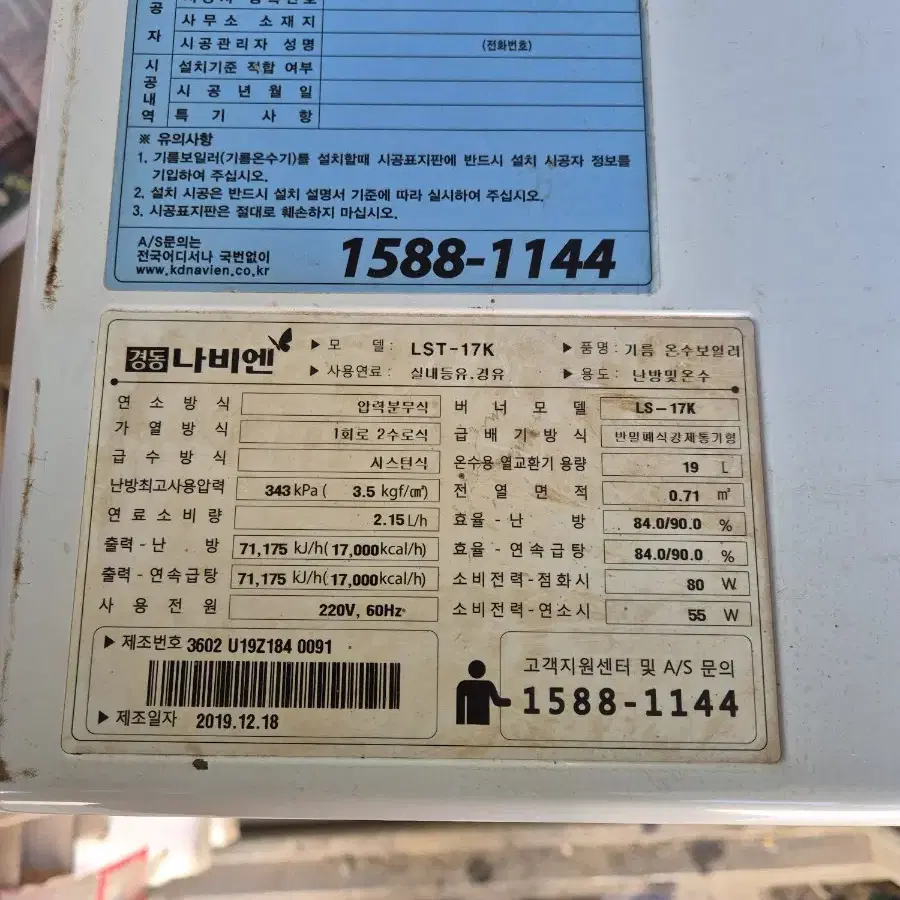 공
자
사무소 소재지
시공관리자 성명 (전화번호)
시공내역
설치기준 적합 여부
시 공 년 월 일
특 기 사 항
※ 유의사항
1. 기름보일러(기름온수기)를 설치할때 시공표지판에 반드시 설치 시공자 정보를
기입하여 주십시오.
2. 설치 시공은 반드시 설치 설명서 기준에 따라 실시하여 주십시오.
3. 시공표지판은 절대로 훼손하지 마십시오.
A/S문의는
전국어디서나 국번없이
www.kdnavien.co.kr
1588-1144
경동 나비엔
▶ 모 델: LST-17K ▶ 품명: 기름 온수보일러
▶ 사용연료: 실내등유.경유 ▶ 용도: 난방및온수
연소방식 압력분무식 버너모델 LS-17K
가열방식 1회로 2수로식 급배기방식 반밀폐식강제통기형
급수방식 시스턴식 온수용 열교환기 용량 19 L
난방최고사용압력 343 kPa ( 3.5 kgf/㎠) 전열면적 0.71 ㎡
연료소비량 2.15 L/h 효율-난방 84.0/90.0 %
출력-난방 71,175 kJ/h(17,000kcal/h) 효율-연속급탕 84.0/90.0 %
출력-연속급탕 71,175 kJ/h(17,000kcal/h) 소비전력-점화시 80 W
사용전원 220V, 60Hz 소비전력-연소시 55 W
▶ 제조번호 3602 U19Z184 0091
▶ 제조일자 2019.12.18
고객지원센터 및 A/S 문의
1588-1144